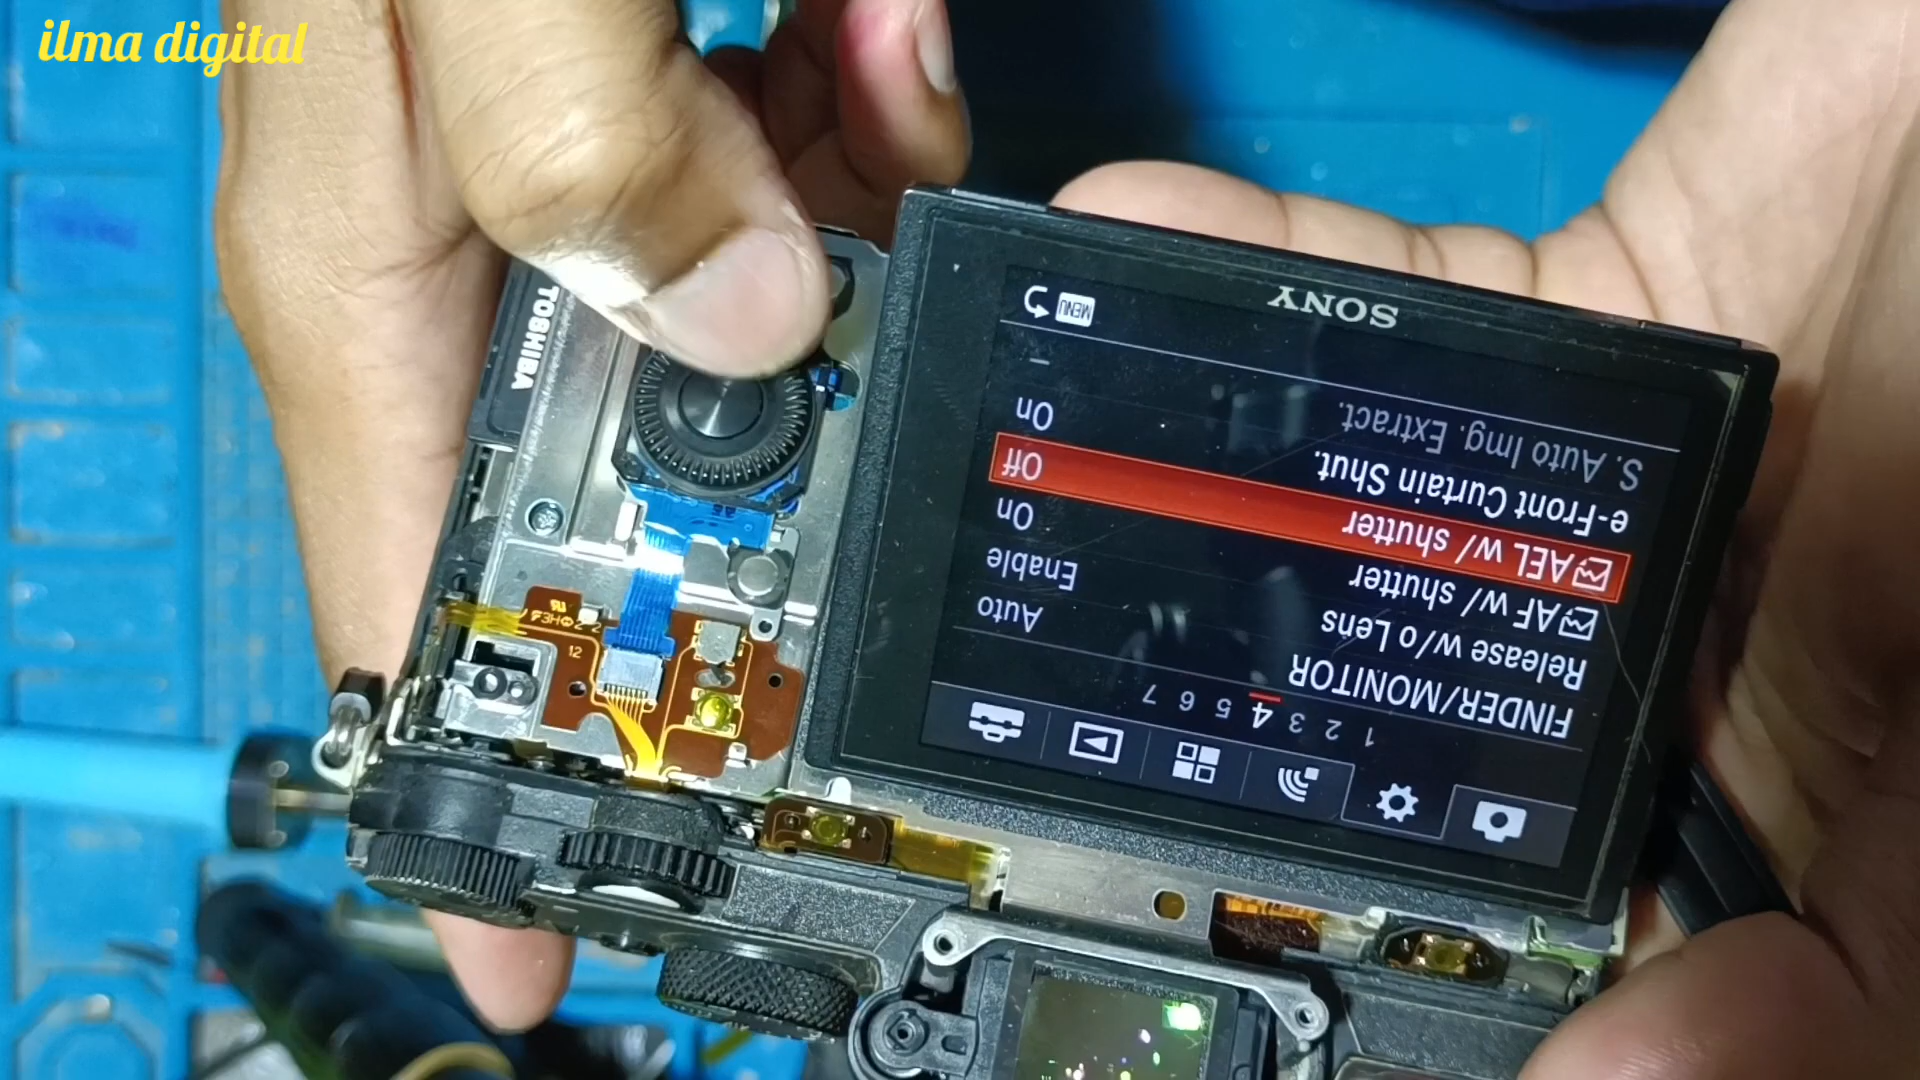 ilma digital
TOSHIBA
SONY
1 2 3 4 5 6 7
FINDER/MONITOR Auto
Release w/o Lens Enable
AF w/ shutter On
AEL w/ shutter Off
e-Front Curtain Shut. On
S. Auto Img. Extract. –
MENU
12